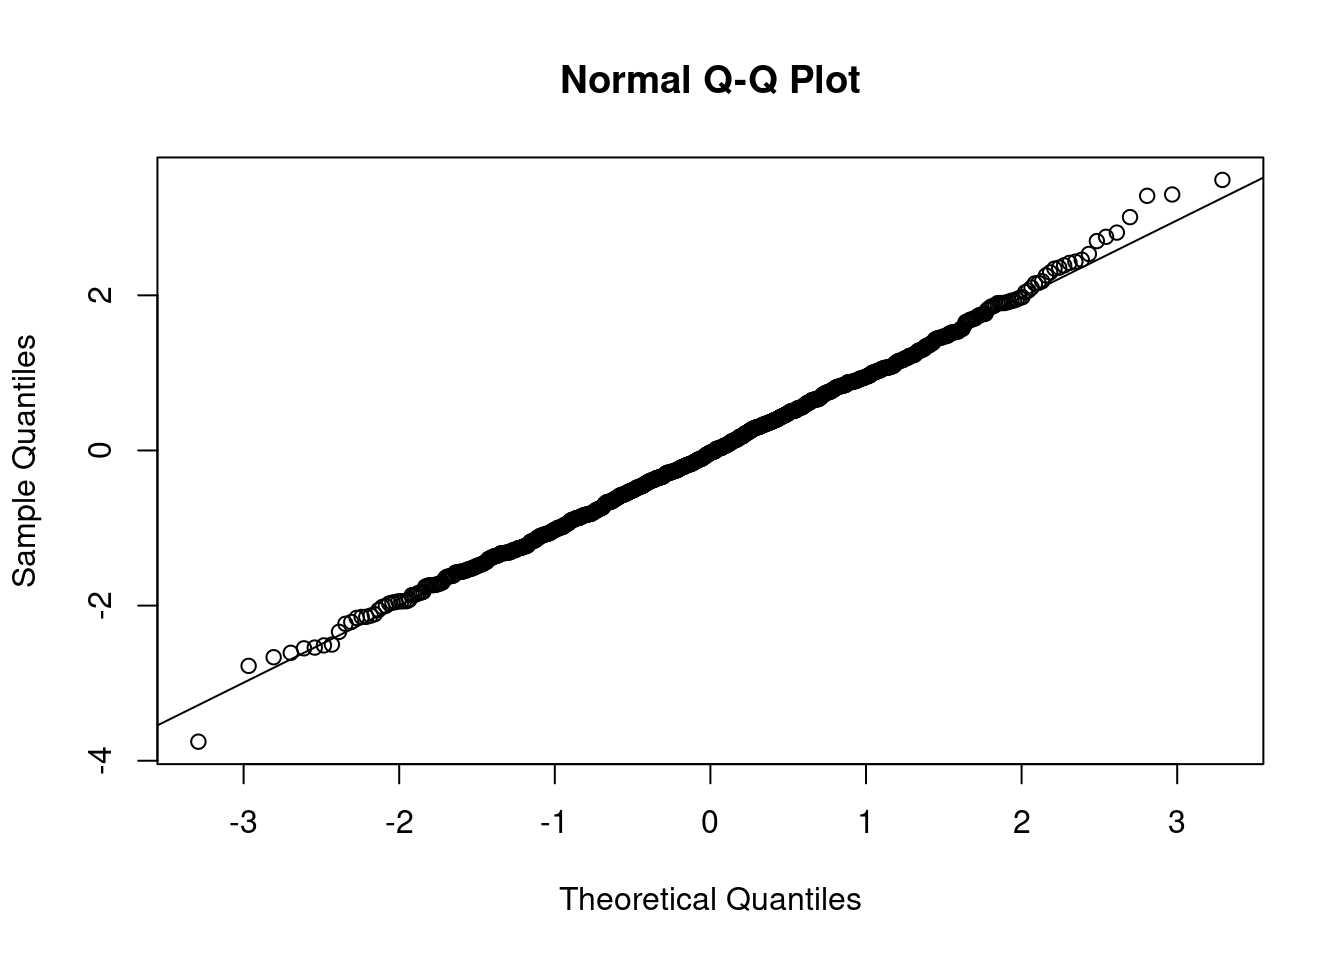 Normal Q-Q Plot
Sample Quantiles
2
0
-2
-4
-3 -2 -1 0 1 2 3
Theoretical Quantiles